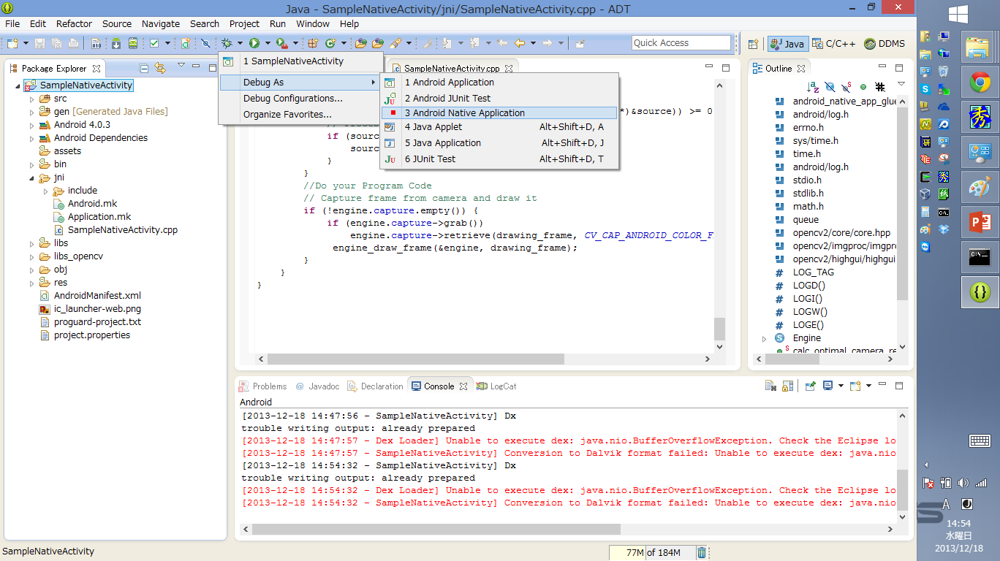 Java - SampleNativeActivity/jni/SampleNativeActivity.cpp - ADT
File Edit Refactor Source Navigate Search Project Run Window Help
Quick Access
Java C/C++ DDMS
Package Explorer
SampleNativeActivity
src
gen [Generated Java Files]
Android 4.0.3
Android Dependencies
assets
bin
jni
include
Android.mk
Application.mk
SampleNativeActivity.cpp
libs
libs_opencv
obj
res
AndroidManifest.xml
ic_launcher-web.png
proguard-project.txt
project.properties
1 SampleNativeActivity
Debug As
Debug Configurations...
Organize Favorites...
1 Android Application
2 Android JUnit Test
3 Android Native Application
4 Java Applet Alt+Shift+D, A
5 Java Application Alt+Shift+D, J
6 JUnit Test Alt+Shift+D, T
SampleNativeActivity.cpp
*)&source)) >= 0
if (sourc
sourc
}
}
//Do your Program Code
// Capture frame from camera and draw it
if (!engine.capture.empty()) {
if (engine.capture->grab())
engine.capture->retrieve(drawing_frame, CV_CAP_ANDROID_COLOR_F
engine_draw_frame(&engine, drawing_frame);
}
}
}
Outline
android_native_app_glue
android/log.h
errno.h
sys/time.h
time.h
android/log.h
stdio.h
stdlib.h
math.h
queue
opencv2/core/core.hpp
opencv2/imgproc/imgpro
opencv2/highgui/highgui
LOG_TAG
LOGD()
LOGI()
LOGW()
LOGE()
Engine
calc_optimal_camera_re
Problems Javadoc Declaration Console LogCat
Android
[2013-12-18 14:47:56 - SampleNativeActivity] Dx
trouble writing output: already prepared
[2013-12-18 14:47:57 - Dex Loader] Unable to execute dex: java.nio.BufferOverflowException. Check the Eclipse lo
[2013-12-18 14:47:57 - SampleNativeActivity] Conversion to Dalvik format failed: Unable to execute dex: java.nio
[2013-12-18 14:54:32 - SampleNativeActivity] Dx
trouble writing output: already prepared
[2013-12-18 14:54:32 - Dex Loader] Unable to execute dex: java.nio.BufferOverflowException. Check the Eclipse lo
[2013-12-18 14:54:32 - SampleNativeActivity] Conversion to Dalvik format failed: Unable to execute dex: java.nio
SampleNativeActivity
77M of 184M
A
14:54
水曜日
2013/12/18